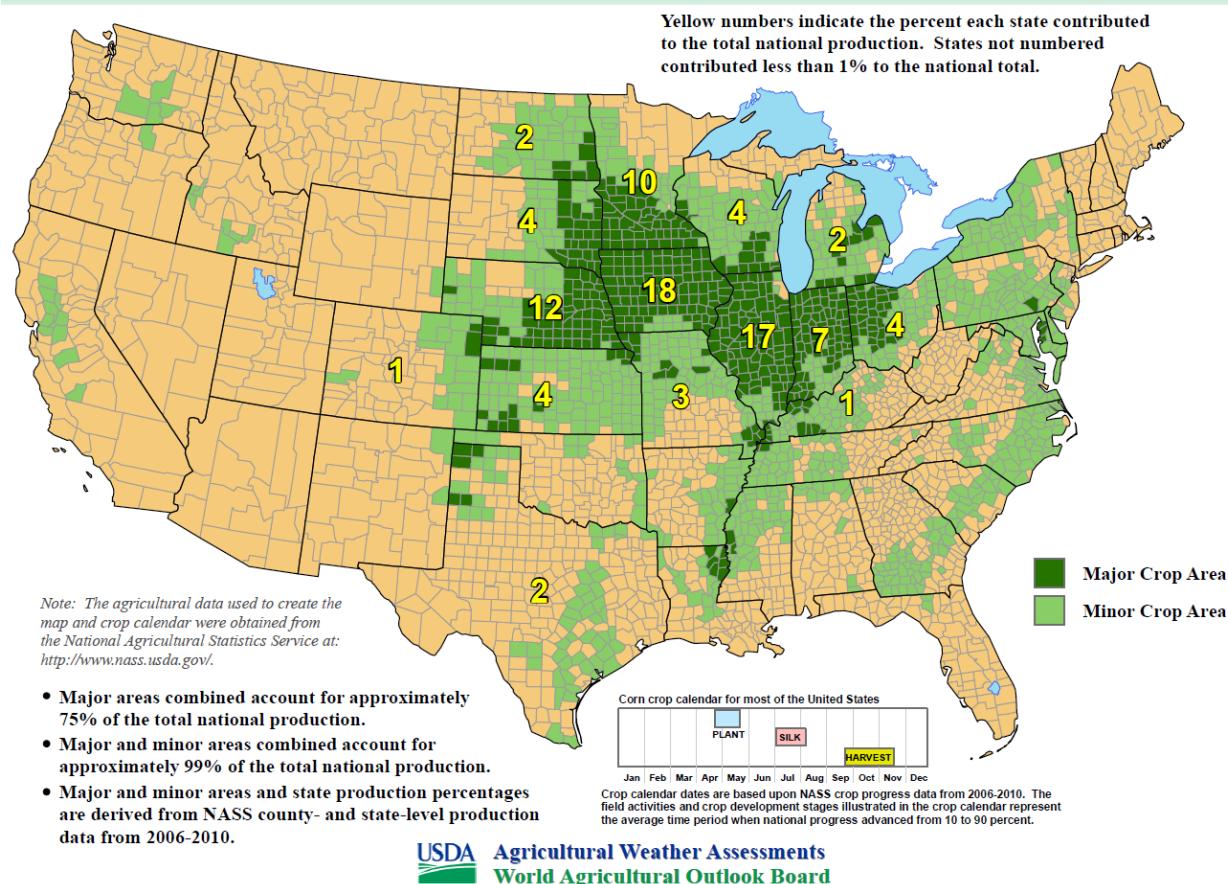 Yellow numbers indicate the percent each state contributed
to the total national production. States not numbered
contributed less than 1% to the national total.
2
10
4
4
2
12
18
17
7
4
1
4
3
1
2
Major Crop Area
Minor Crop Area
Note: The agricultural data used to create the
map and crop calendar were obtained from
the National Agricultural Statistics Service at:
http://www.nass.usda.gov/.
• Major areas combined account for approximately
75% of the total national production.
• Major and minor areas combined account for
approximately 99% of the total national production.
• Major and minor areas and state production percentages
are derived from NASS county- and state-level production
data from 2006-2010.
Corn crop calendar for most of the United States
PLANT
SILK
HARVEST
Jan Feb Mar Apr May Jun Jul Aug Sep Oct Nov Dec
Crop calendar dates are based upon NASS crop progress data from 2006-2010. The
field activities and crop development stages illustrated in the crop calendar represent
the average time period when national progress advanced from 10 to 90 percent.
USDA Agricultural Weather Assessments
World Agricultural Outlook Board